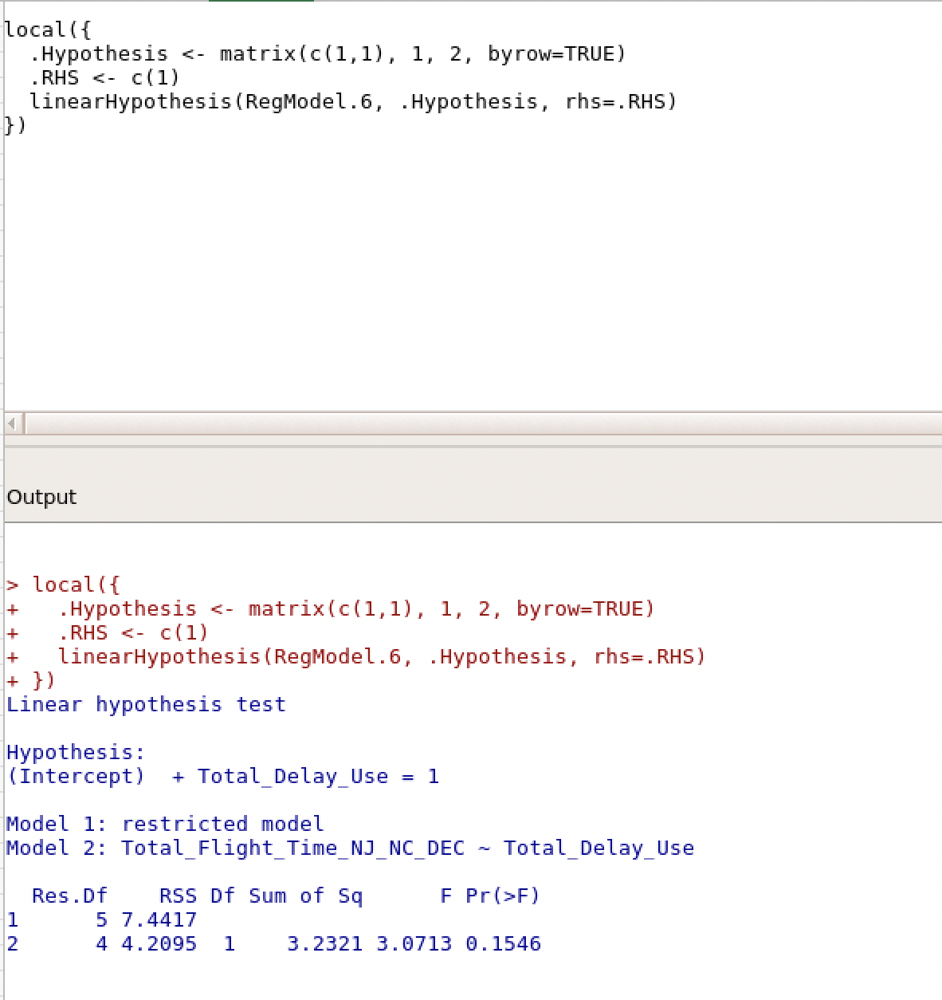 local({
  .Hypothesis <- matrix(c(1,1), 1, 2, byrow=TRUE)
  .RHS <- c(1)
  linearHypothesis(RegModel.6, .Hypothesis, rhs=.RHS)
})
Output
> local({
+   .Hypothesis <- matrix(c(1,1), 1, 2, byrow=TRUE)
+   .RHS <- c(1)
+   linearHypothesis(RegModel.6, .Hypothesis, rhs=.RHS)
+ })
Linear hypothesis test
Hypothesis:
(Intercept)  + Total_Delay_Use = 1
Model 1: restricted model
Model 2: Total_Flight_Time_NJ_NC_DEC ~ Total_Delay_Use
  Res.Df    RSS Df Sum of Sq      F Pr(>F)
1      5 7.4417
2      4 4.2095  1    3.2321 3.0713 0.1546